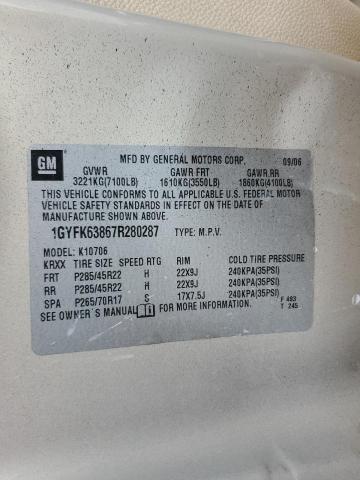 GM
MFD BY GENERAL MOTORS CORP. 09/06
GVWR GAWR FRT GAWR RR
3221KG(7100LB) 1610KG(3550LB) 1860KG(4100LB)
THIS VEHICLE CONFORMS TO ALL APPLICABLE U.S. FEDERAL MOTOR
VEHICLE SAFETY STANDARDS IN EFFECT ON THE DATE OF
MANUFACTURE SHOWN ABOVE.
1GYFK63867R280287 TYPE: M.P.V.
MODEL: K10706
KRXX TIRE SIZE SPEED RTG RIM COLD TIRE PRESSURE
FRT P285/45R22 H 22X9J 240KPA(35PSI)
RR P285/45R22 H 22X9J 240KPA(35PSI)
SPA P265/70R17 S 17X7.5J 240KPA(35PSI)
SEE OWNER'S MANUAL FOR MORE INFORMATION. F 493
T 245